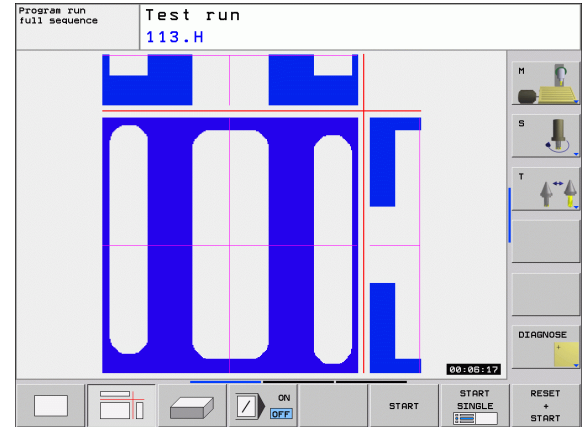 Program run
full sequence
Test run
113.H
M
S
T
DIAGNOSE
00:06:17
ON
OFF
START
START
SINGLE
RESET
+
START